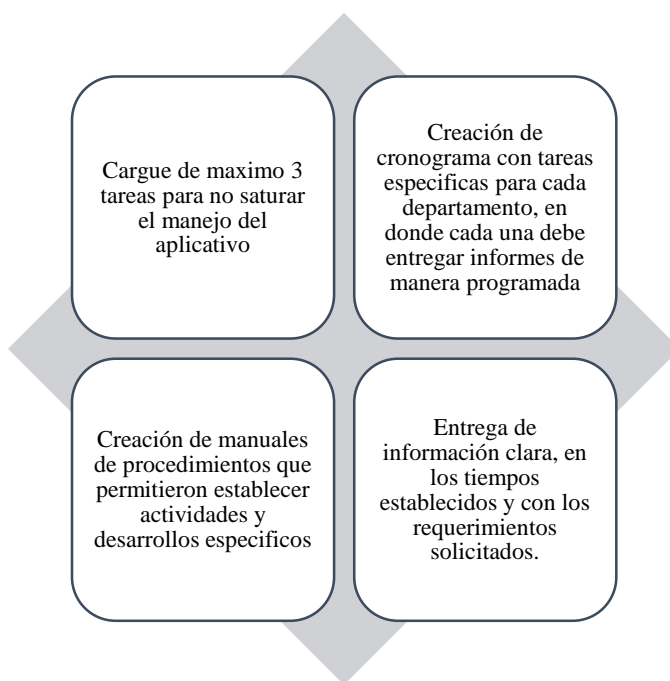 Cargue de maximo 3
tareas para no saturar
el manejo del
aplicativo
Creación de
cronograma con tareas
especificas para cada
departamento, en
donde cada una debe
entregar informes de
manera programada
Creación de manuales
de procedimientos que
permitieron establecer
actividades y
desarrollos especificos
Entrega de
información clara, en
los tiempos
establecidos y con los
requerimientos
solicitados.